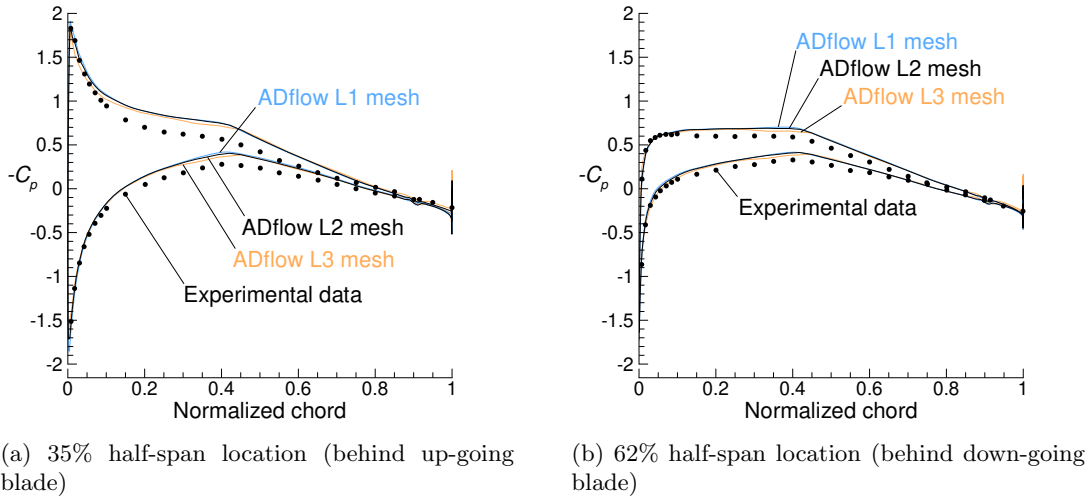 2
1.5
1
0.5
0
-0.5
-1
-1.5
-2
-Cp
ADflow L1 mesh
ADflow L2 mesh
ADflow L3 mesh
Experimental data
0 0.2 0.4 0.6 0.8 1
Normalized chord
2
1.5
1
0.5
0
-0.5
-1
-1.5
-2
-Cp
ADflow L1 mesh
ADflow L2 mesh
ADflow L3 mesh
Experimental data
0 0.2 0.4 0.6 0.8 1
Normalized chord
(a) 35% half-span location (behind up-going
blade)
(b) 62% half-span location (behind down-going
blade)